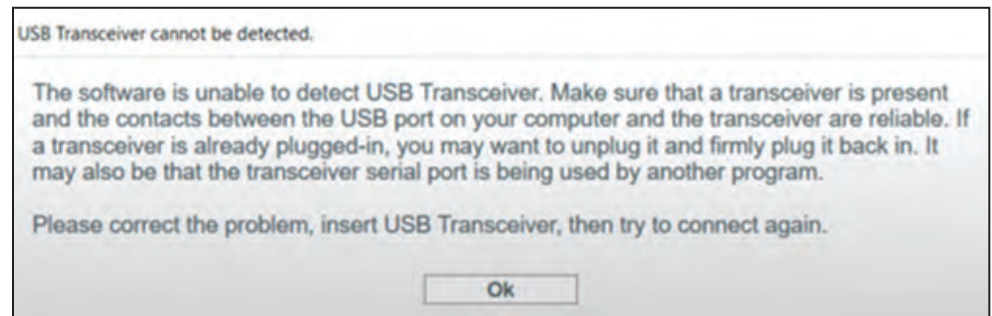 USB Transceiver cannot be detected.
The software is unable to detect USB Transceiver. Make sure that a transceiver is present
and the contacts between the USB port on your computer and the transceiver are reliable. If
a transceiver is already plugged-in, you may want to unplug it and firmly plug it back in. It
may also be that the transceiver serial port is being used by another program.
Please correct the problem, insert USB Transceiver, then try to connect again.
Ok